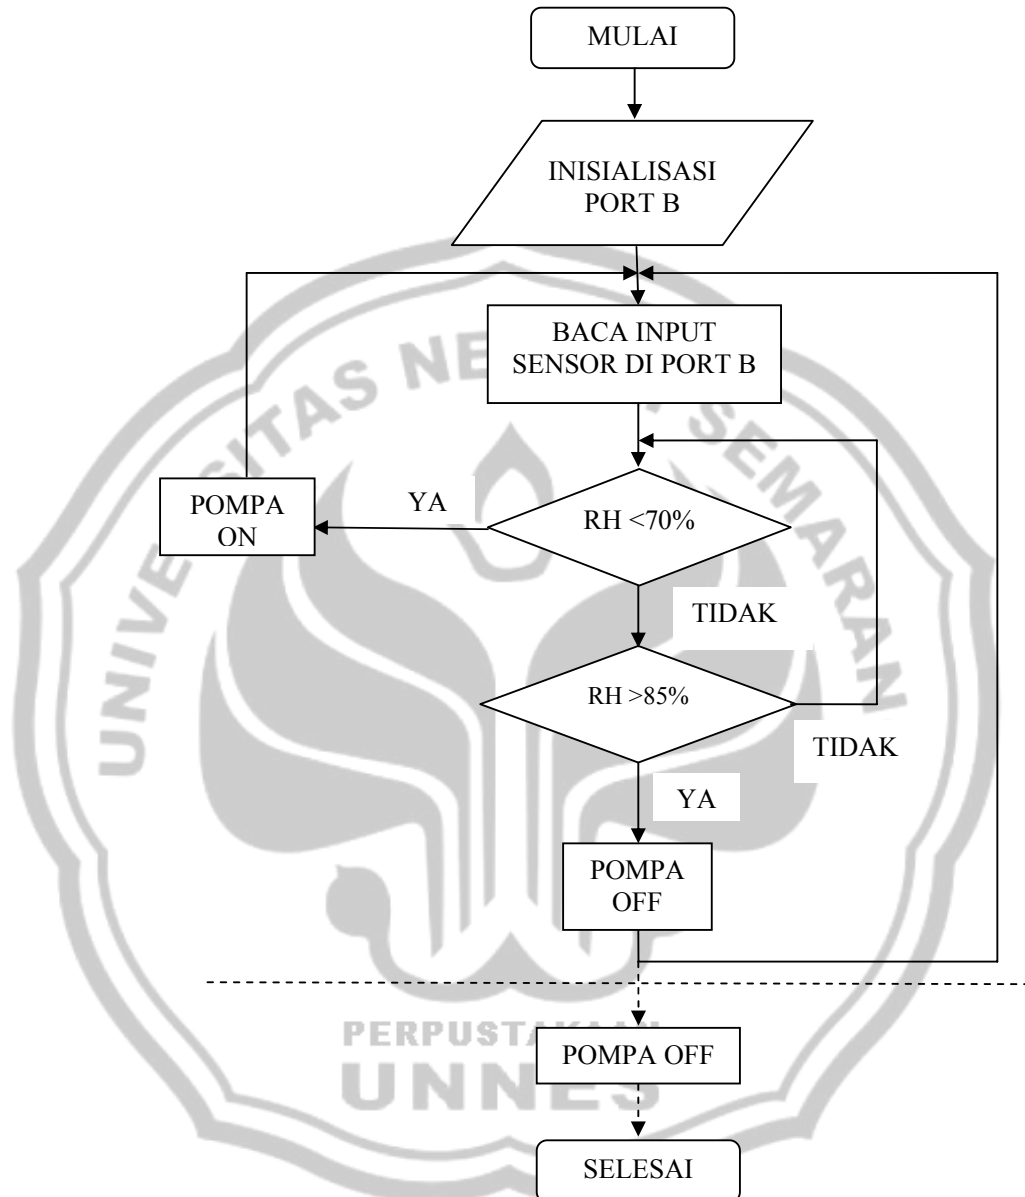 MULAI
INISIALISASI
PORT B
BACA INPUT
SENSOR DI PORT B
POMPA
ON
YA
RH <70%
TIDAK
RH >85%
TIDAK
YA
POMPA
OFF
POMPA OFF
SELESAI
PERPUSTAKAAN
UNNES